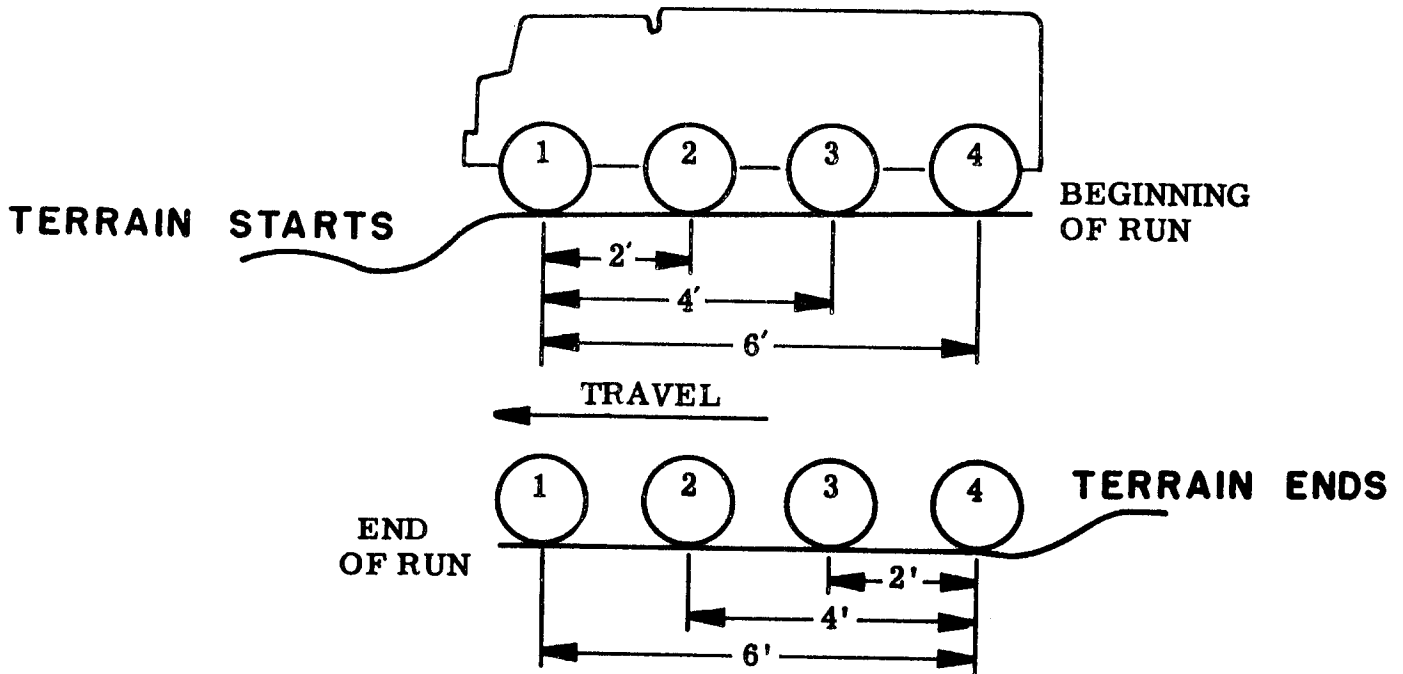 1 2 3 4
BEGINNING
OF RUN
TERRAIN STARTS
2′
4′
6′
TRAVEL
1 2 3 4
TERRAIN ENDS
END
OF RUN
2'
4'
6'